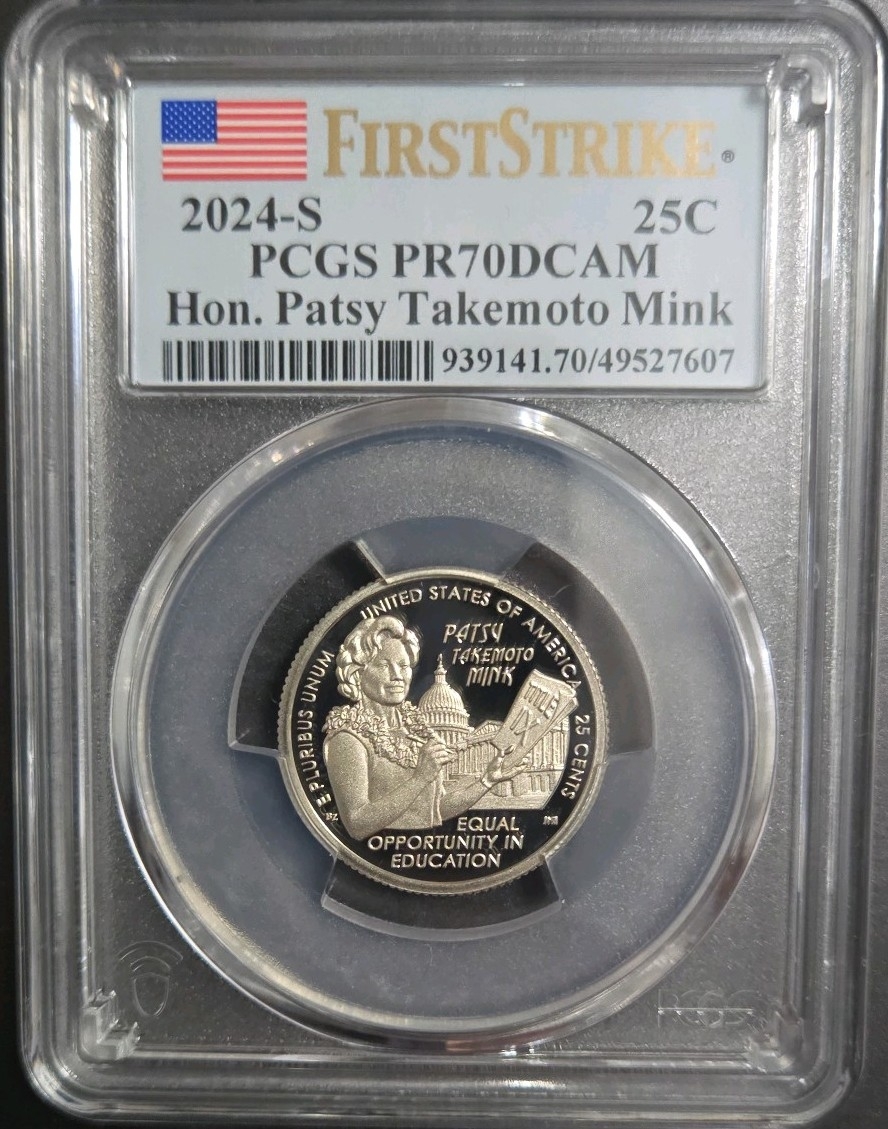 FIRSTSTRIKE®
2024-S 25C
PCGS PR70DCAM
Hon. Patsy Takemoto Mink
939141.70/49527607
UNITED STATES OF AMERICA
PATSY
TAKEMOTO
MINK
E PLURIBUS UNUM
TITLE
IX
25 CENTS
EQUAL
OPPORTUNITY IN
EDUCATION
PCGS